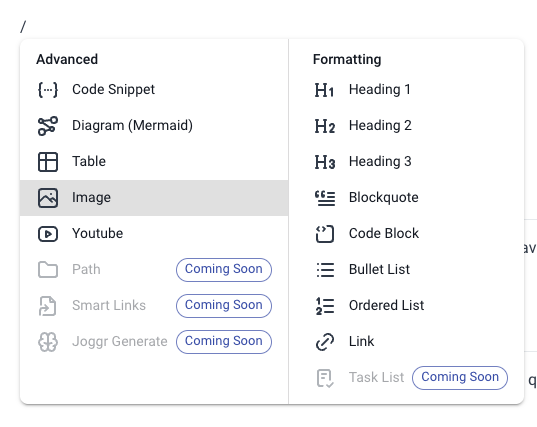 /
Advanced
Code Snippet
Diagram (Mermaid)
Table
Image
Youtube
Path Coming Soon
Smart Links Coming Soon
Joggr Generate Coming Soon
Formatting
H1 Heading 1
H2 Heading 2
H3 Heading 3
Blockquote
Code Block
Bullet List
Ordered List
Link
Task List Coming Soon
av
q